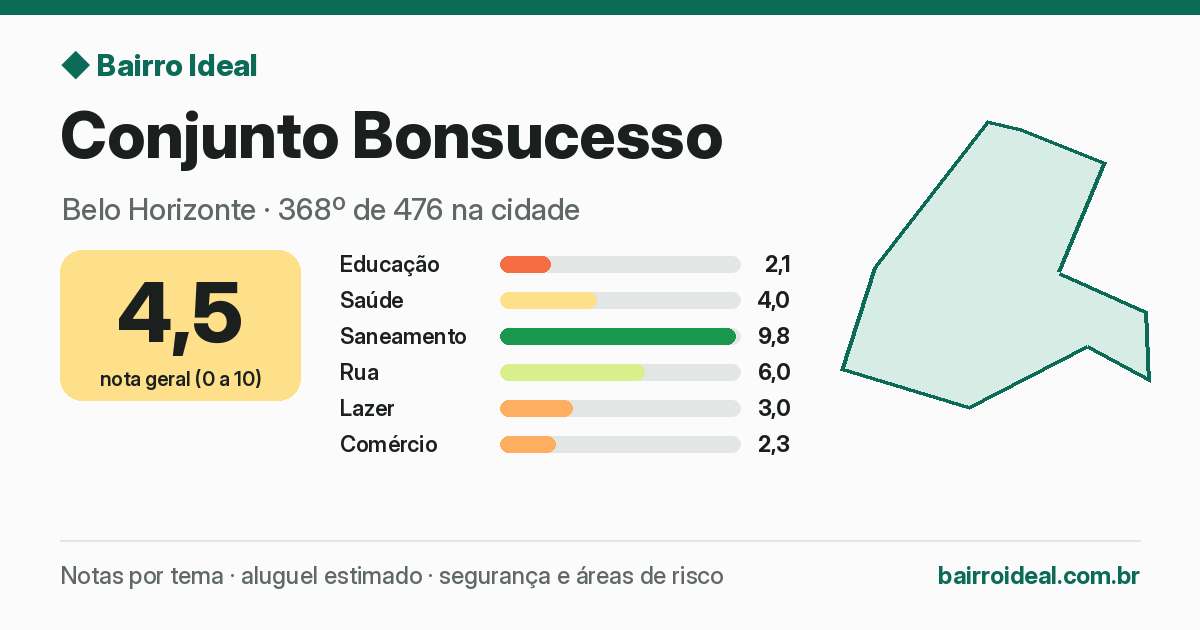 Bairro Ideal
Conjunto Bonsucesso
Belo Horizonte · 368º de 476 na cidade
4,5
nota geral (0 a 10)
Educação 2,1
Saúde 4,0
Saneamento 9,8
Rua 6,0
Lazer 3,0
Comércio 2,3
Notas por tema · aluguel estimado · segurança e áreas de risco
bairroideal.com.br